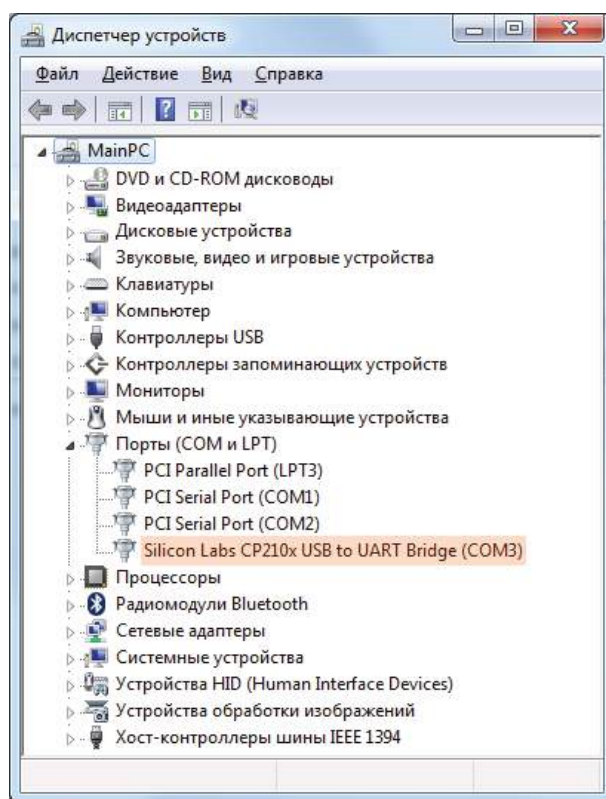 Диспетчер устройств
Файл Действие Вид Справка
MainPC
DVD и CD-ROM дисководы
Видеоадаптеры
Дисковые устройства
Звуковые, видео и игровые устройства
Клавиатуры
Компьютер
Контроллеры USB
Контроллеры запоминающих устройств
Мониторы
Мыши и иные указывающие устройства
Порты (COM и LPT)
PCI Parallel Port (LPT3)
PCI Serial Port (COM1)
PCI Serial Port (COM2)
Silicon Labs CP210x USB to UART Bridge (COM3)
Процессоры
Радиомодули Bluetooth
Сетевые адаптеры
Системные устройства
Устройства HID (Human Interface Devices)
Устройства обработки изображений
Хост-контроллеры шины IEEE 1394